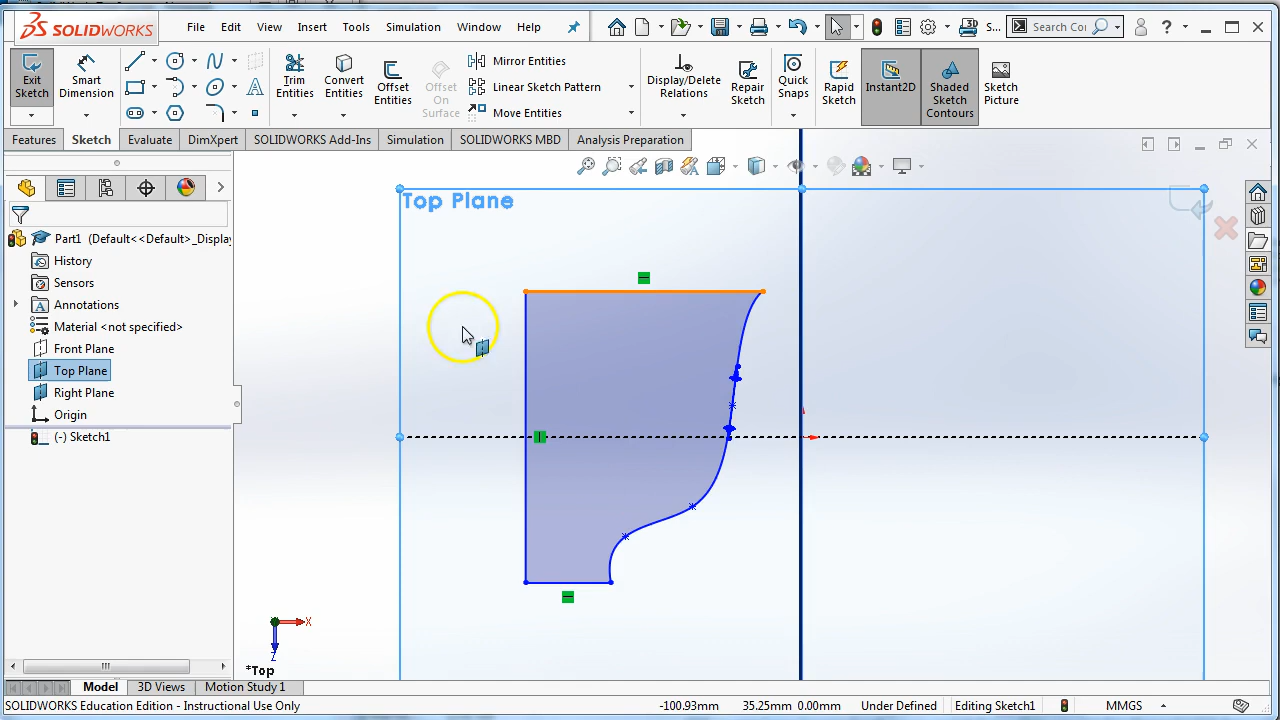 SOLIDWORKS File Edit View Insert Tools Simulation Window Help S... Search Co ?
Exit Sketch
Smart Dimension
Trim Entities
Convert Entities
Offset Entities
Offset On Surface
Mirror Entities
Linear Sketch Pattern
Move Entities
Display/Delete Relations
Repair Sketch
Quick Snaps
Rapid Sketch
Instant2D
Shaded Sketch Contours
Sketch Picture
Features Sketch Evaluate DimXpert SOLIDWORKS Add-Ins Simulation SOLIDWORKS MBD Analysis Preparation
Top Plane
Part1 (Default<<Default>_Display
History
Sensors
Annotations
Material <not specified>
Front Plane
Top Plane
Right Plane
Origin
(-) Sketch1
X
Z
*Top
Model 3D Views Motion Study 1
SOLIDWORKS Education Edition - Instructional Use Only -100.93mm 35.25mm 0.00mm Under Defined Editing Sketch1 MMGS